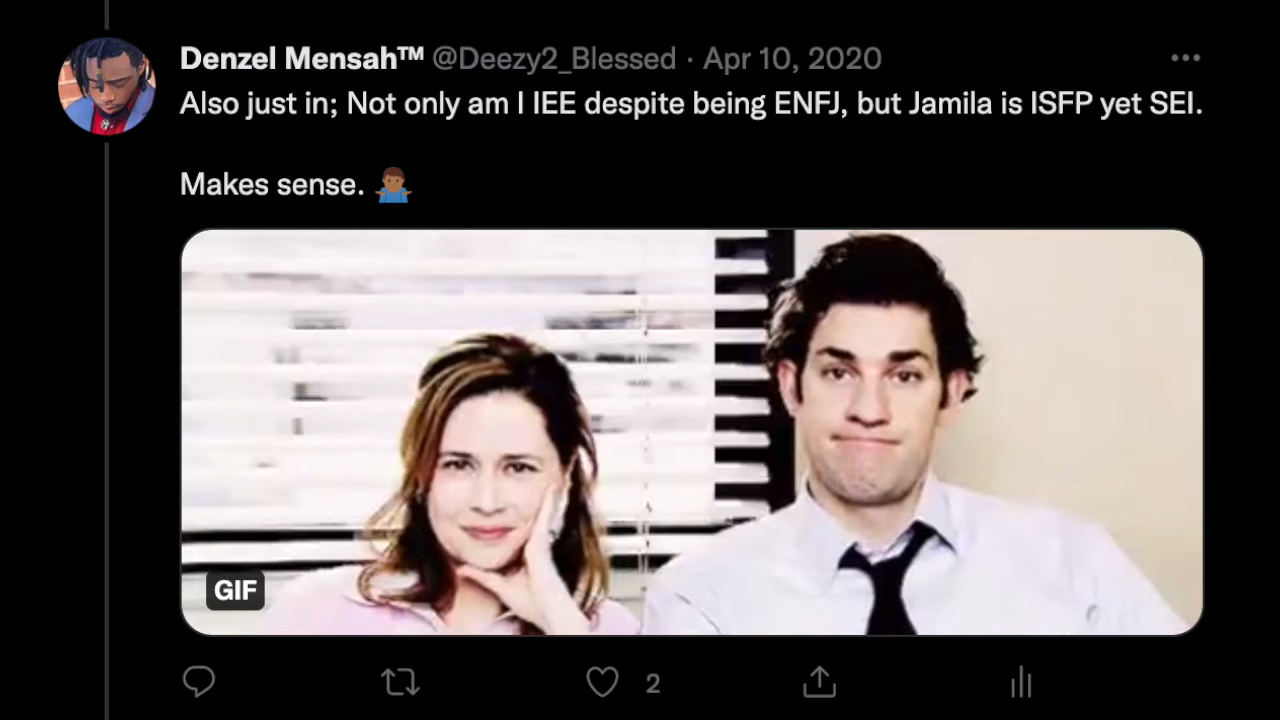 Denzel Mensah™ @Deezy2_Blessed · Apr 10, 2020
Also just in; Not only am I IEE despite being ENFJ, but Jamila is ISFP yet SEI.
Makes sense. 🤷🏾‍♂️
GIF
2